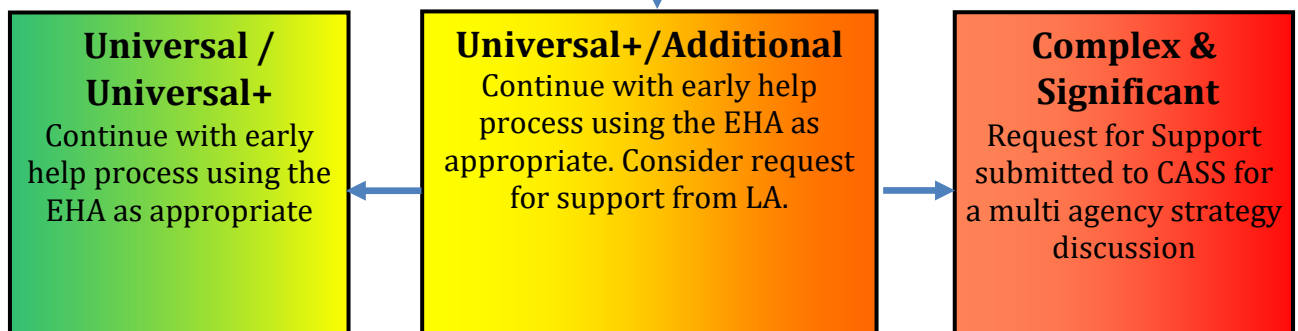 Universal /
Universal+
Continue with early
help process using the
EHA as appropriate
Universal+/Additional
Continue with early help
process using the EHA as
appropriate. Consider request
for support from LA.
Complex &
Significant
Request for Support
submitted to CASS for
a multi agency strategy
discussion